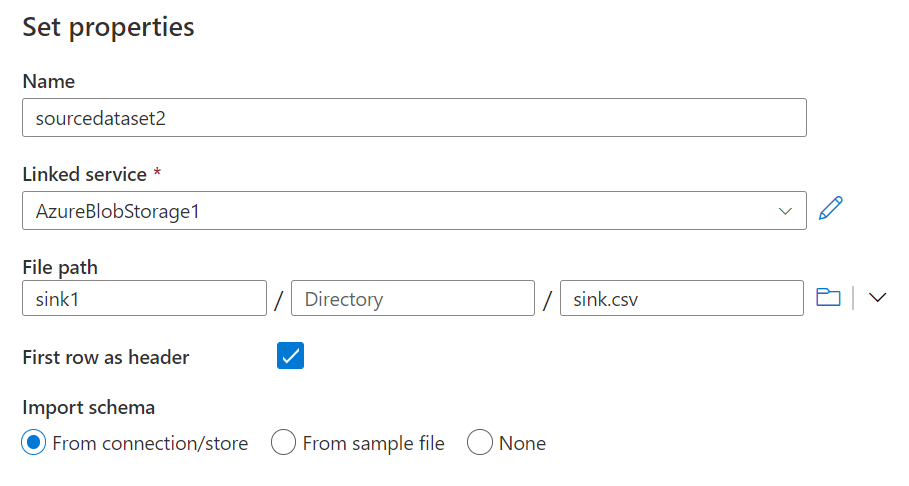 Set properties
Name
sourcedataset2
Linked service *
AzureBlobStorage1
File path
sink1 / Directory / sink.csv
First row as header
Import schema
From connection/store From sample file None